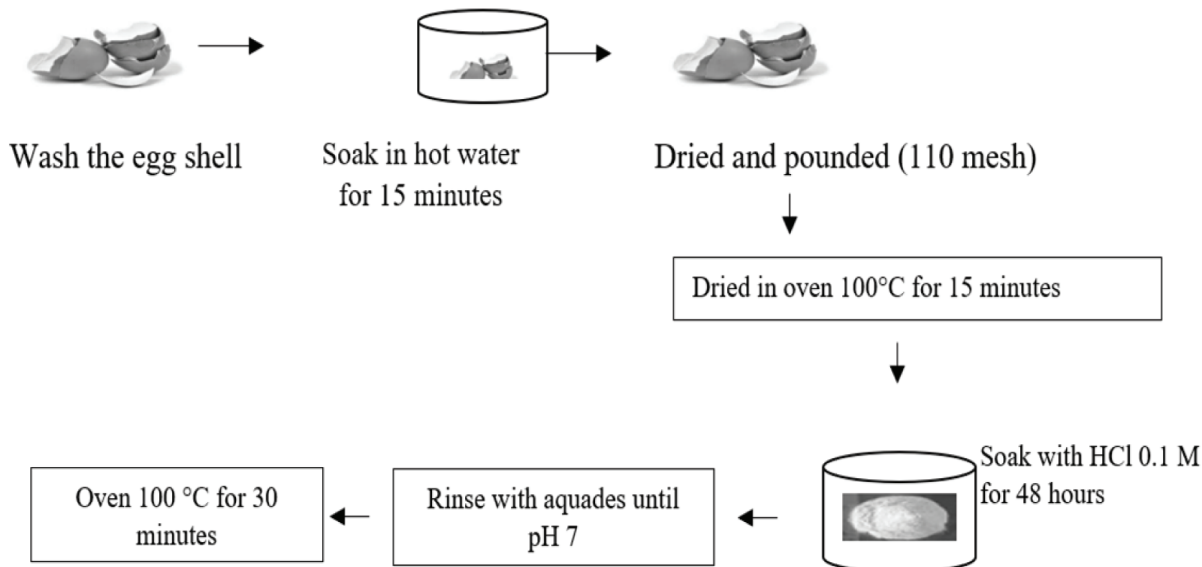 Wash the egg shell
Soak in hot water
for 15 minutes
Dried and pounded (110 mesh)
Dried in oven 100°C for 15 minutes
Soak with HCl 0.1 M
for 48 hours
Rinse with aquades until
pH 7
Oven 100 °C for 30
minutes